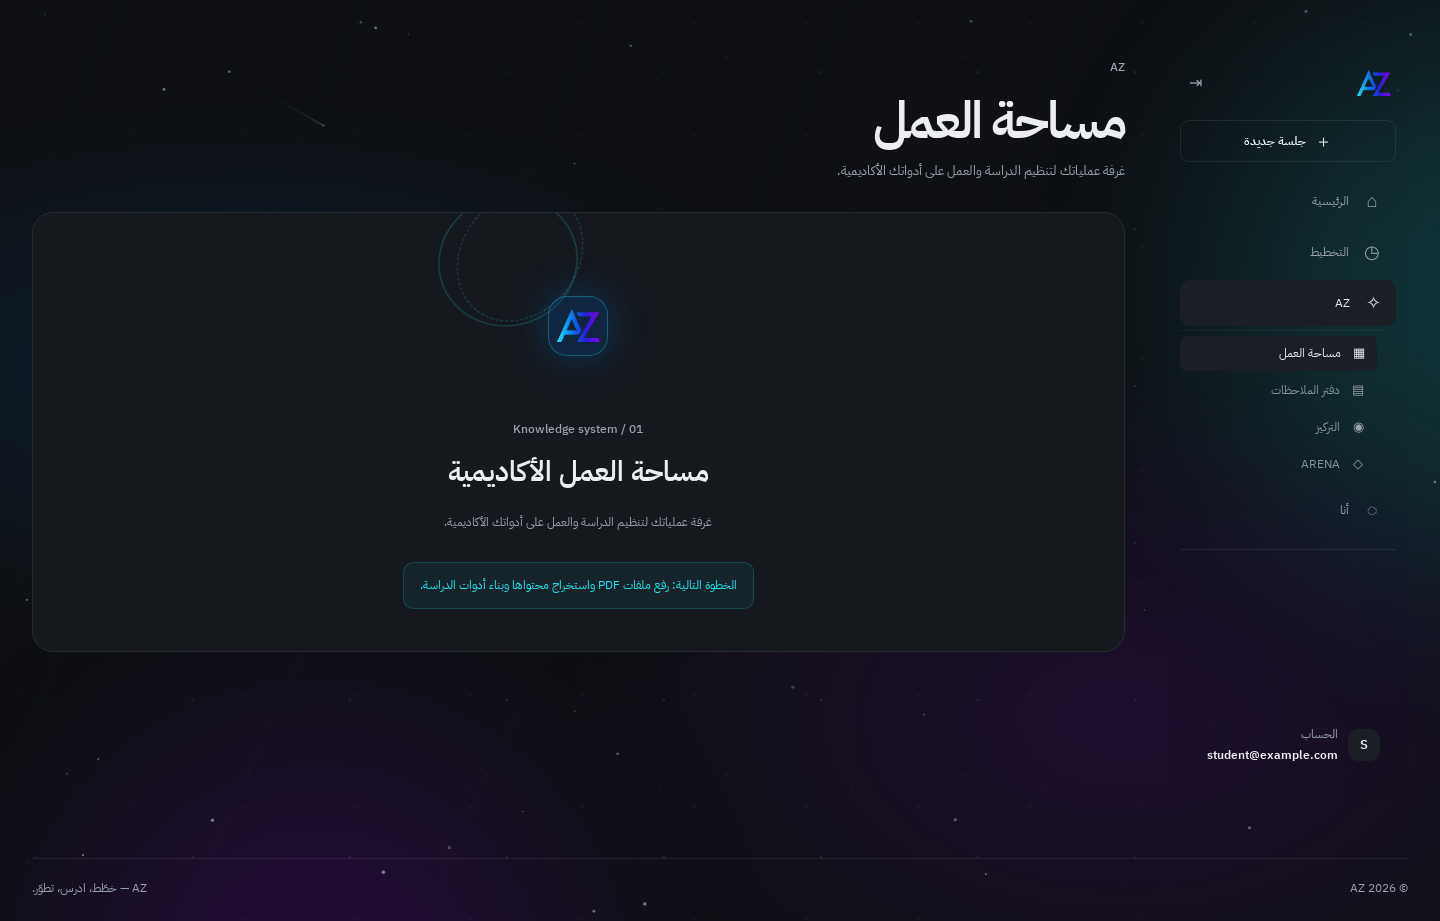 AZ
جلسة جديدة
الرئيسية
التخطيط
AZ
مساحة العمل
دفتر الملاحظات
التركيز
ARENA
أنا
الحساب
S
student@example.com
AZ
مساحة العمل
غرفة عملياتك لتنظيم الدراسة والعمل على أدواتك الأكاديمية.
AZ
Knowledge system / 01
مساحة العمل الأكاديمية
غرفة عملياتك لتنظيم الدراسة والعمل على أدواتك الأكاديمية.
الخطوة التالية: رفع ملفات PDF واستخراج محتواها وبناء أدوات الدراسة.
© 2026 AZ
AZ — خطّط، ادرس، تطوّر.